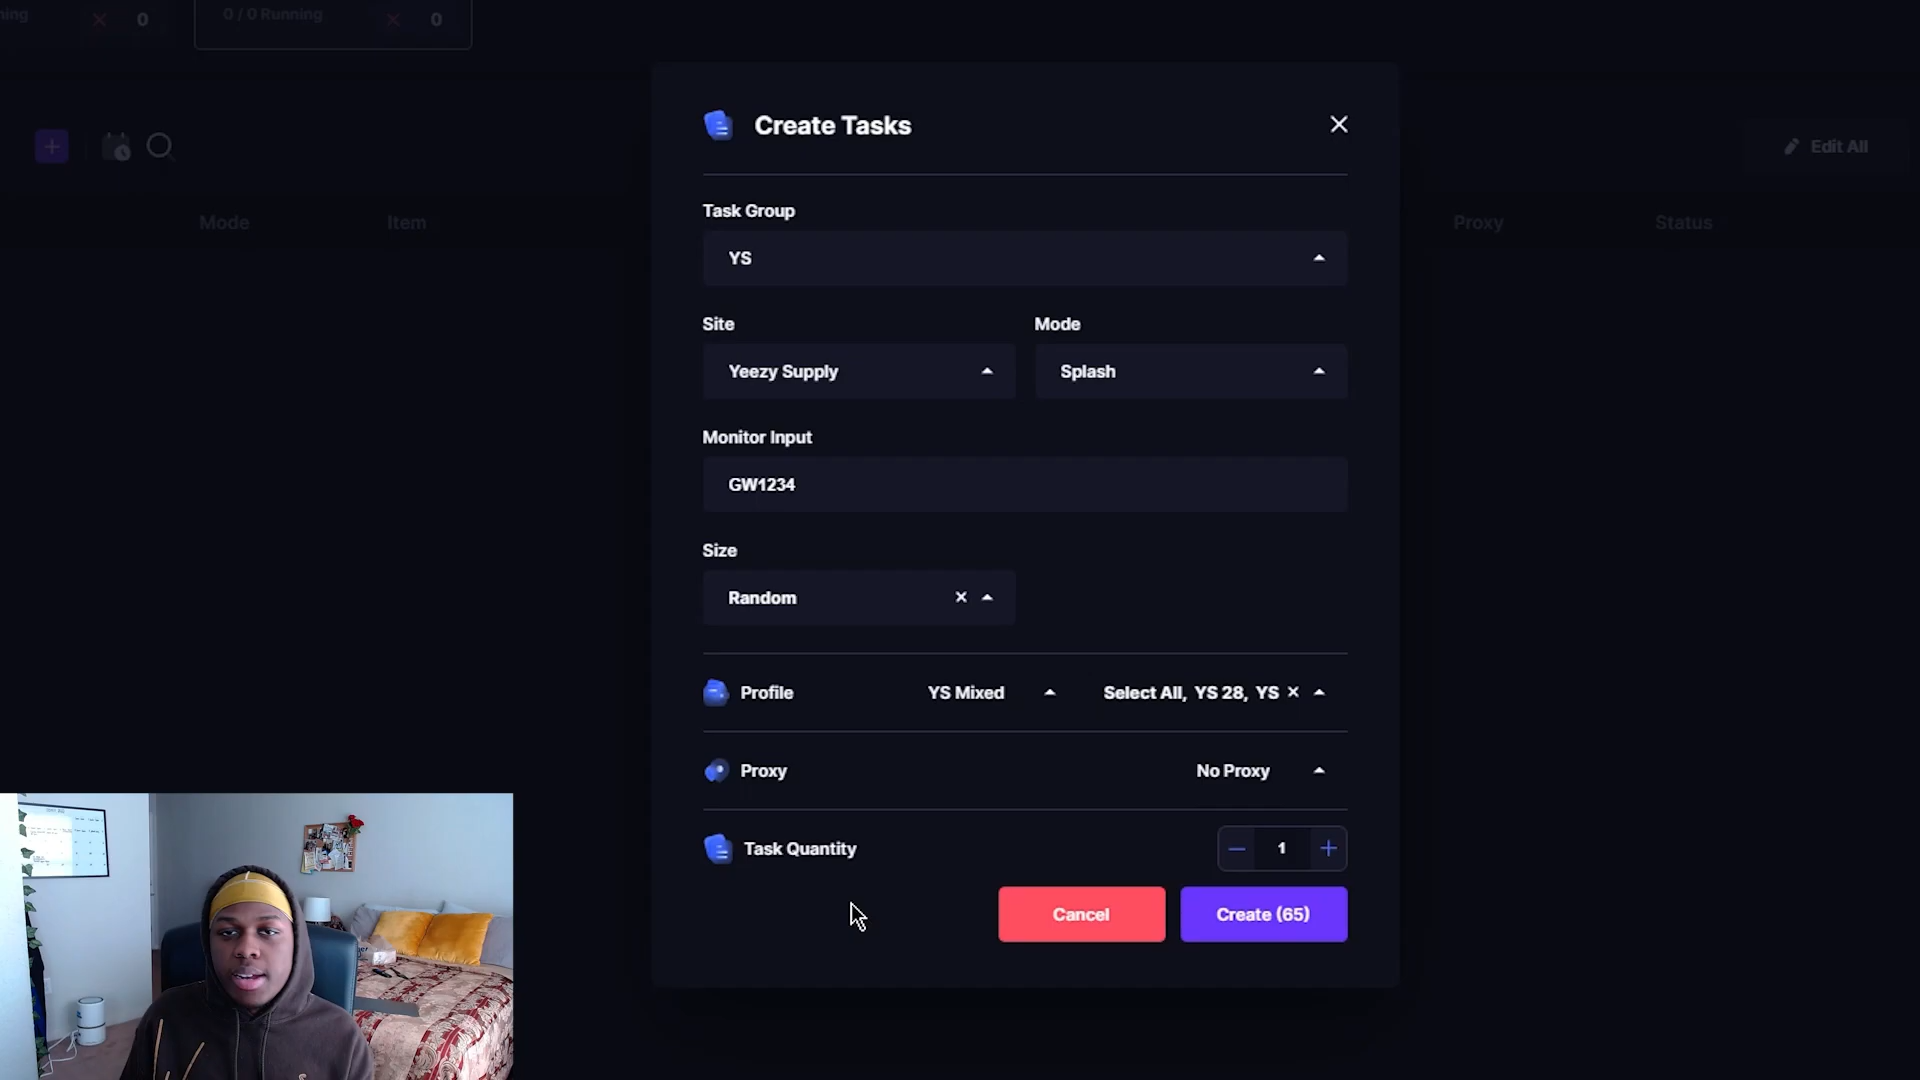 ning 0 0 / 0 Running 0
Create Tasks
Edit All
Task Group
Mode Item Proxy Status
YS
Site Mode
Yeezy Supply Splash
Monitor Input
GW1234
Size
Random
Profile YS Mixed Select All, YS 28, YS
Proxy No Proxy
Task Quantity 1
Cancel Create (65)